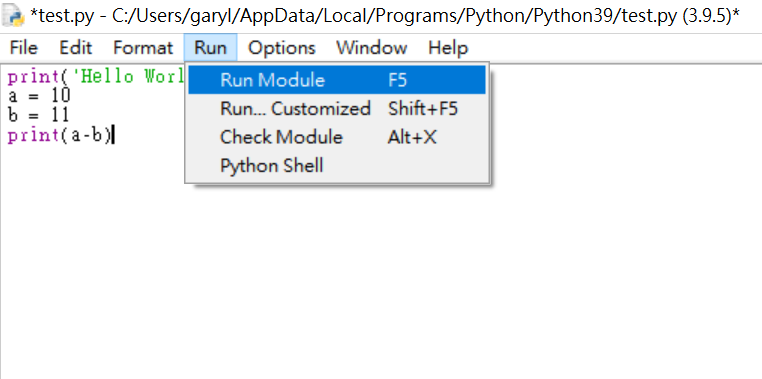 *test.py - C:/Users/garyl/AppData/Local/Programs/Python/Python39/test.py (3.9.5)*
File Edit Format Run Options Window Help
print('Hello Worl
a = 10
b = 11
print(a-b)
Run Module F5
Run... Customized Shift+F5
Check Module Alt+X
Python Shell